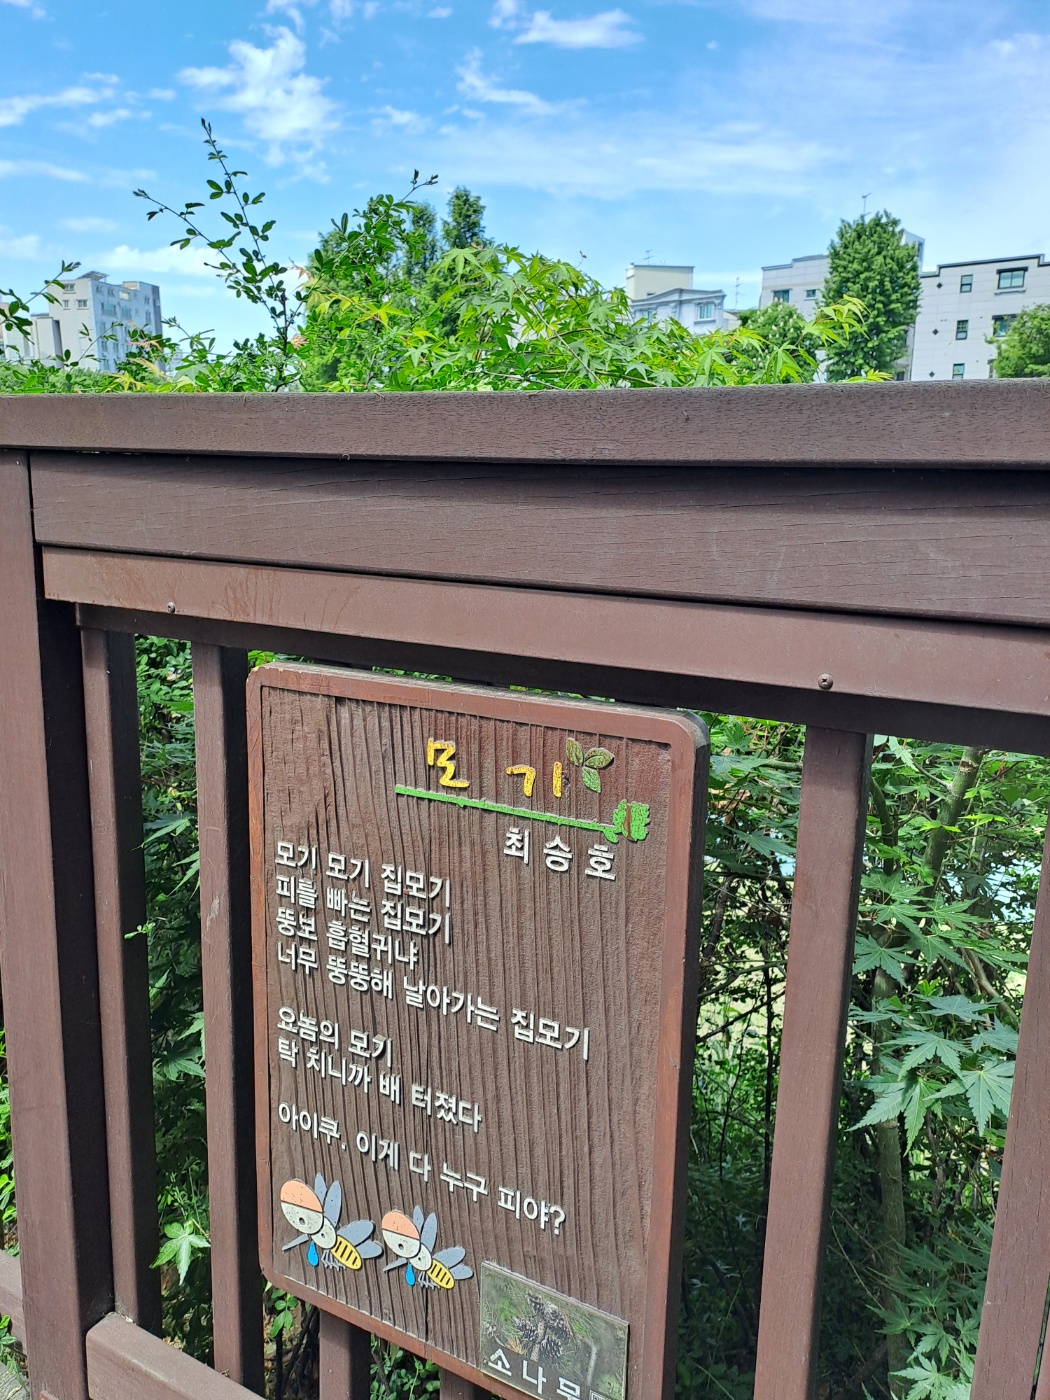 모기
최승호
모기 모기 집모기
피를 빠는 집모기
뚱보 흡혈귀냐
너무 뚱뚱해 날아가는 집모기
요놈의 모기
탁 치니까 배 터졌다
아이쿠. 이게 다 누구 피야?
소나무